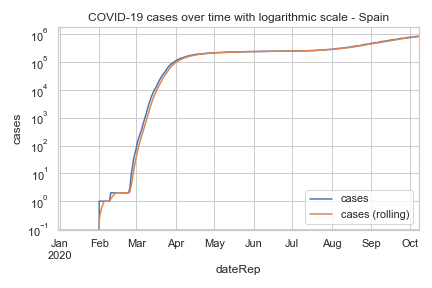 COVID-19 cases over time with logarithmic scale - Spain
10^6
10^5
10^4
10^3
10^2
10^1
10^0
10^-1
cases
cases
cases (rolling)
Jan Feb Mar Apr May Jun Jul Aug Sep Oct
2020
dateRep